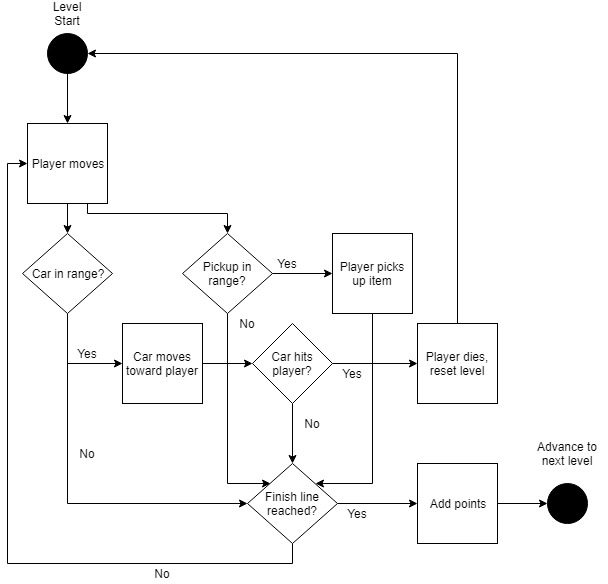 Level
Start
Player moves
Car in range?
Pickup in
range?
Yes
Player picks
up item
No
Yes
Car moves
toward player
Car hits
player?
Yes
Player dies,
reset level
No
No
Finish line
reached?
Yes
Add points
Advance to
next level
No